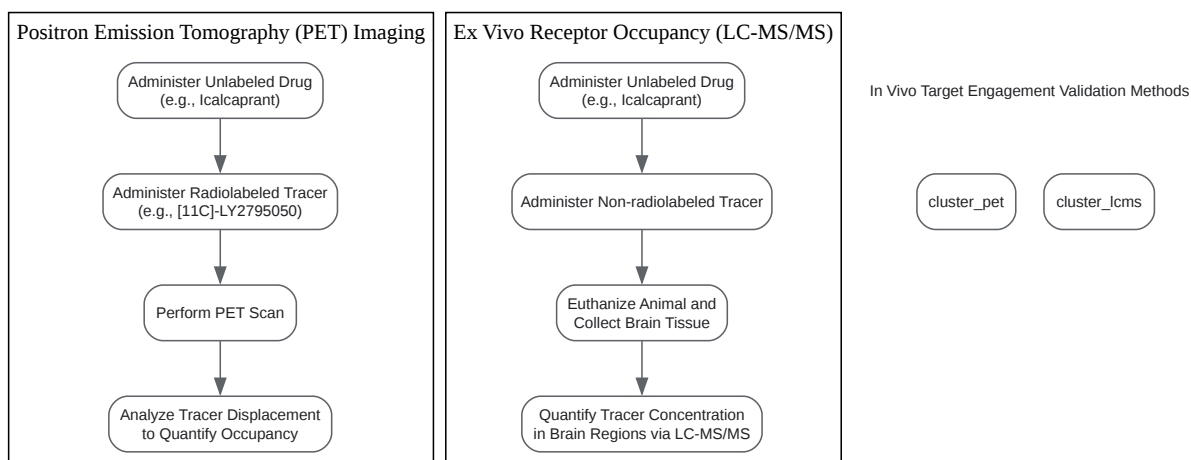 Positron Emission Tomography (PET) Imaging
Administer Unlabeled Drug
(e.g., Icalcaprant)
Administer Radiolabeled Tracer
(e.g., [11C]-LY2795050)
Perform PET Scan
Analyze Tracer Displacement
to Quantify Occupancy
Ex Vivo Receptor Occupancy (LC-MS/MS)
Administer Unlabeled Drug
(e.g., Icalcaprant)
Administer Non-radiolabeled Tracer
Euthanize Animal and
Collect Brain Tissue
Quantify Tracer Concentration
in Brain Regions via LC-MS/MS
In Vivo Target Engagement Validation Methods
cluster_pet
cluster_lcms